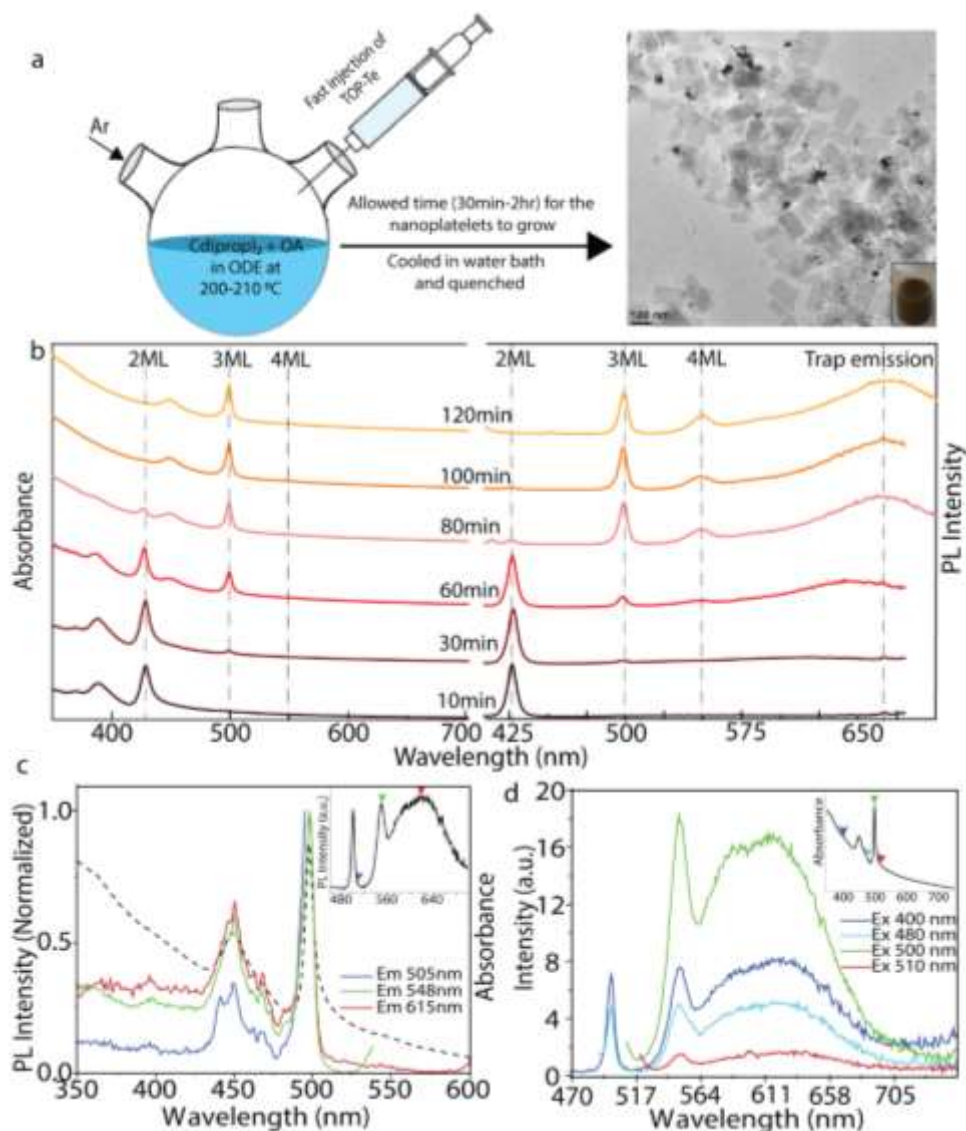 a
Fast injection of
TOP-Te
Ar
Cd(prop)₂ + OA
in ODE at
200-210 ºC
Allowed time (30min-2hr) for the
nanoplatelets to grow
Cooled in water bath
and quenched
100 nm
b
2ML 3ML 4ML 2ML 3ML 4ML Trap emission
120min
100min
80min
60min
30min
10min
Absorbance
PL Intensity
400 500 600 700 425 500 575 650
Wavelength (nm)
c
PL Intensity (Normalized)
1.0
0.5
0.0
PL Intensity (a.u.)
480 560 640
Em 505nm
Em 548nm
Em 615nm
Absorbance
350 400 450 500 550 600
Wavelength (nm)
d
Intensity (a.u.)
20
16
12
8
4
0
Absorbance
400 500 600 700
Ex 400 nm
Ex 480 nm
Ex 500 nm
Ex 510 nm
470 517 564 611 658 705
Wavelength (nm)